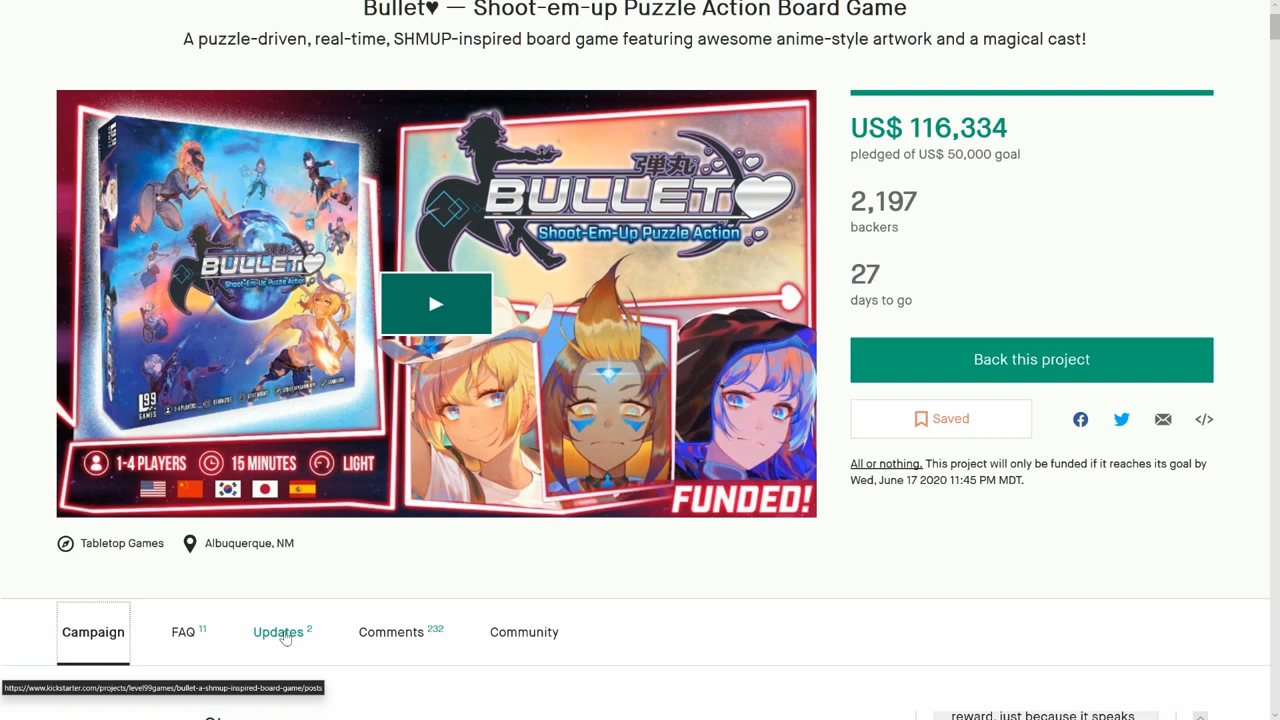 Bullet♥ — Shoot-em-up Puzzle Action Board Game
A puzzle-driven, real-time, SHMUP-inspired board game featuring awesome anime-style artwork and a magical cast!
弾丸
BULLET
Shoot-Em-Up Puzzle Action
弾丸
BULLET
Shoot-Em-Up Puzzle Action
L99
GAMES
1-4 PLAYERS
15 MINUTES
LIGHT
FUNDED!
US$ 116,334
pledged of US$ 50,000 goal
2,197
backers
27
days to go
Back this project
Saved
All or nothing. This project will only be funded if it reaches its goal by
Wed, June 17 2020 11:45 PM MDT.
Tabletop Games
Albuquerque, NM
Campaign
FAQ 11
Updates 2
Comments 232
Community
https://www.kickstarter.com/projects/level99games/bullet-a-shmup-inspired-board-game/posts
reward, just because it speaks